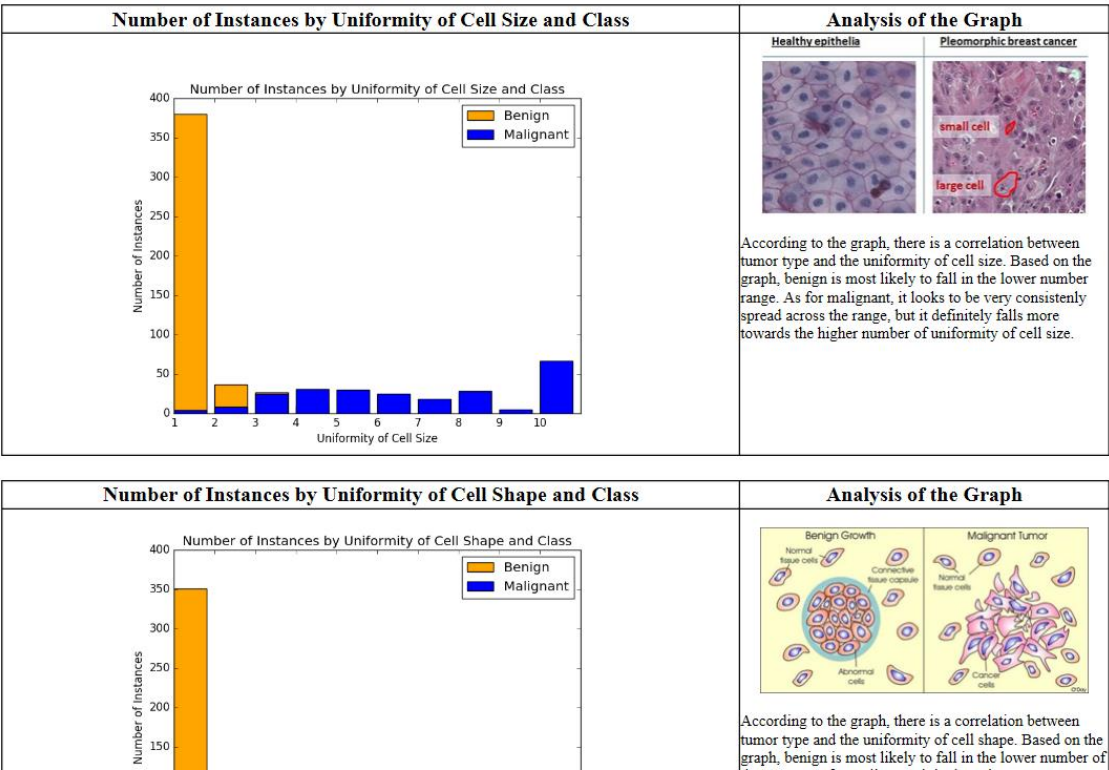 Number of Instances by Uniformity of Cell Size and Class
Analysis of the Graph
Number of Instances by Uniformity of Cell Size and Class
400
350
300
250
200
150
100
50
0
Number of Instances
Benign
Malignant
1 2 3 4 5 6 7 8 9 10
Uniformity of Cell Size
Healthy epithelia
Pleomorphic breast cancer
small cell
large cell
According to the graph, there is a correlation between
tumor type and the uniformity of cell size. Based on the
graph, benign is most likely to fall in the lower number
range. As for malignant, it looks to be very consistenly
spread across the range, but it definitely falls more
towards the higher number of uniformity of cell size.
Number of Instances by Uniformity of Cell Shape and Class
Analysis of the Graph
Number of Instances by Uniformity of Cell Shape and Class
400
350
300
250
200
150
Number of Instances
Benign
Malignant
Benign Growth
Normal
tissue cells
Connective
tissue capsule
Abnormal
cells
Malignant Tumor
Normal
tissue cells
Cancer
cells
According to the graph, there is a correlation between
tumor type and the uniformity of cell shape. Based on the
graph, benign is most likely to fall in the lower number of